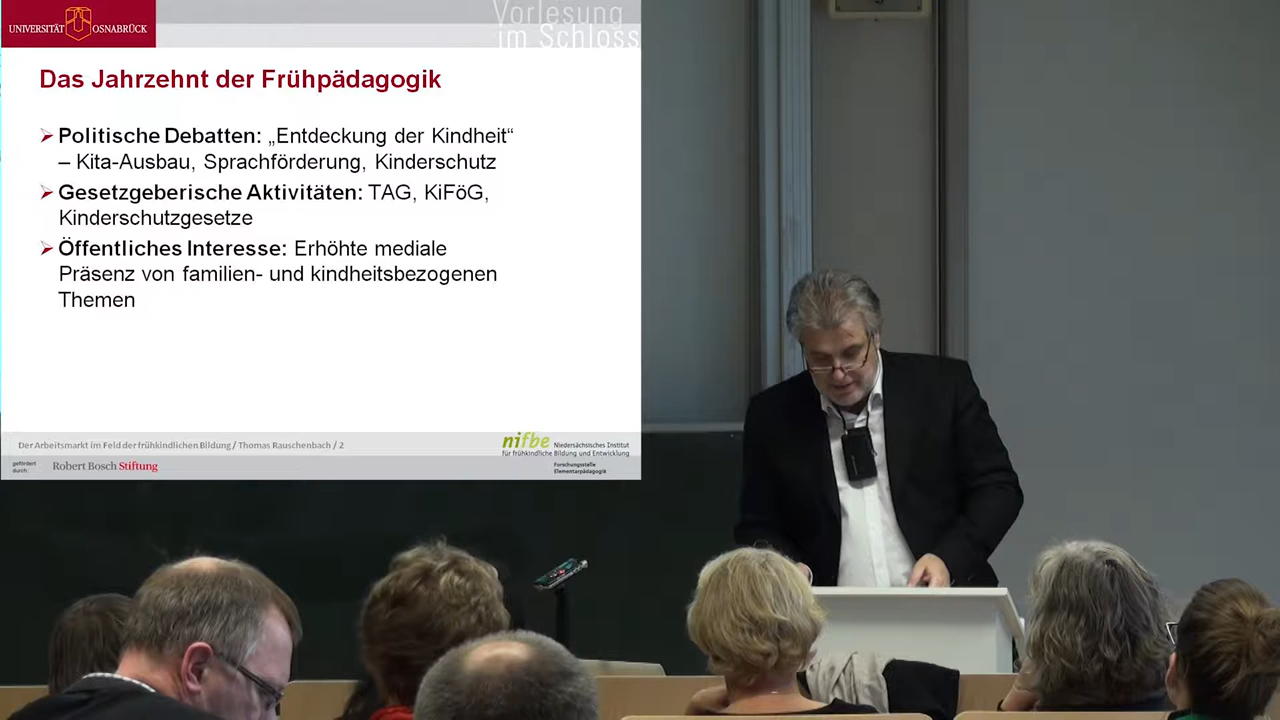 UNIVERSITÄT OSNABRÜCK
Vorlesung
im Schloss
Das Jahrzehnt der Frühpädagogik
Politische Debatten: „Entdeckung der Kindheit“
– Kita-Ausbau, Sprachförderung, Kinderschutz
Gesetzgeberische Aktivitäten: TAG, KiFöG,
Kinderschutzgesetze
Öffentliches Interesse: Erhöhte mediale
Präsenz von familien- und kindheitsbezogenen
Themen
Der Arbeitsmarkt im Feld der frühkindlichen Bildung / Thomas Rauschenbach / 2
nifbe Niedersächsisches Institut
für frühkindliche Bildung und Entwicklung
gefördert
durch:
Robert Bosch Stiftung
Forschungsstelle
Elementarpädagogik